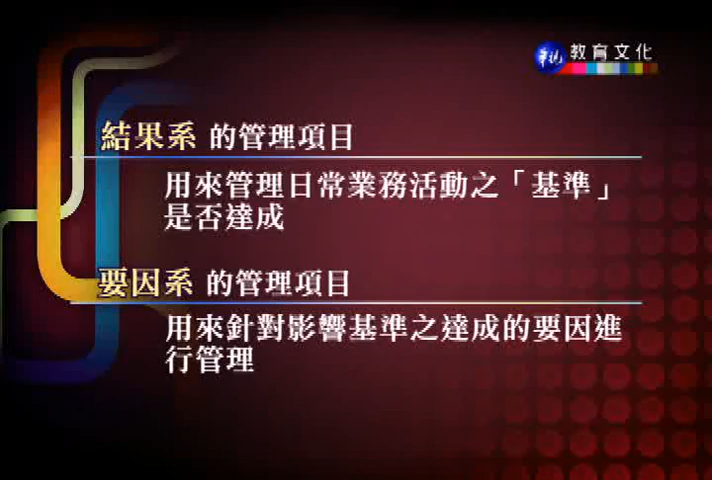 華視 教育文化
結果系 的管理項目
用來管理日常業務活動之「基準」
是否達成
要因系 的管理項目
用來針對影響基準之達成的要因進
行管理